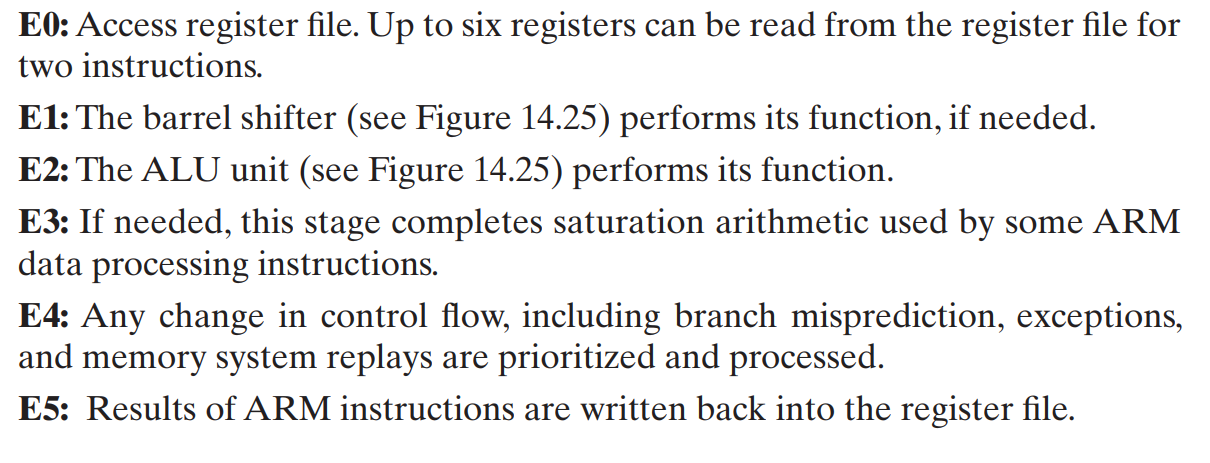 E0: Access register file. Up to six registers can be read from the register file for
two instructions.
E1: The barrel shifter (see Figure 14.25) performs its function, if needed.
E2: The ALU unit (see Figure 14.25) performs its function.
E3: If needed, this stage completes saturation arithmetic used by some ARM
data processing instructions.
E4: Any change in control flow, including branch misprediction, exceptions,
and memory system replays are prioritized and processed.
E5: Results of ARM instructions are written back into the register file.